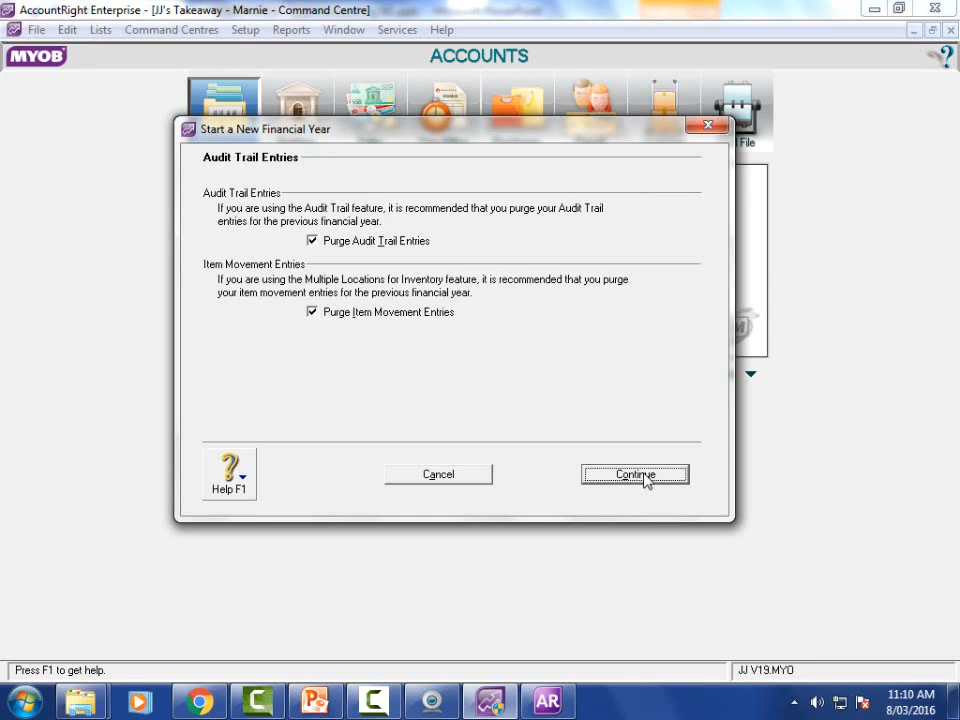 AccountRight Enterprise - [JJ's Takeaway - Marnie - Command Centre]
File Edit Lists Command Centres Setup Reports Window Services Help
MYOB
ACCOUNTS
File
Start a New Financial Year
Audit Trail Entries
Audit Trail Entries
If you are using the Audit Trail feature, it is recommended that you purge your Audit Trail
entries for the previous financial year.
Purge Audit Trail Entries
Item Movement Entries
If you are using the Multiple Locations for Inventory feature, it is recommended that you purge
your item movement entries for the previous financial year.
Purge Item Movement Entries
Help F1
Cancel
Continue
Press F1 to get help.
JJ V19.MYO
AR
11:10 AM
8/03/2016